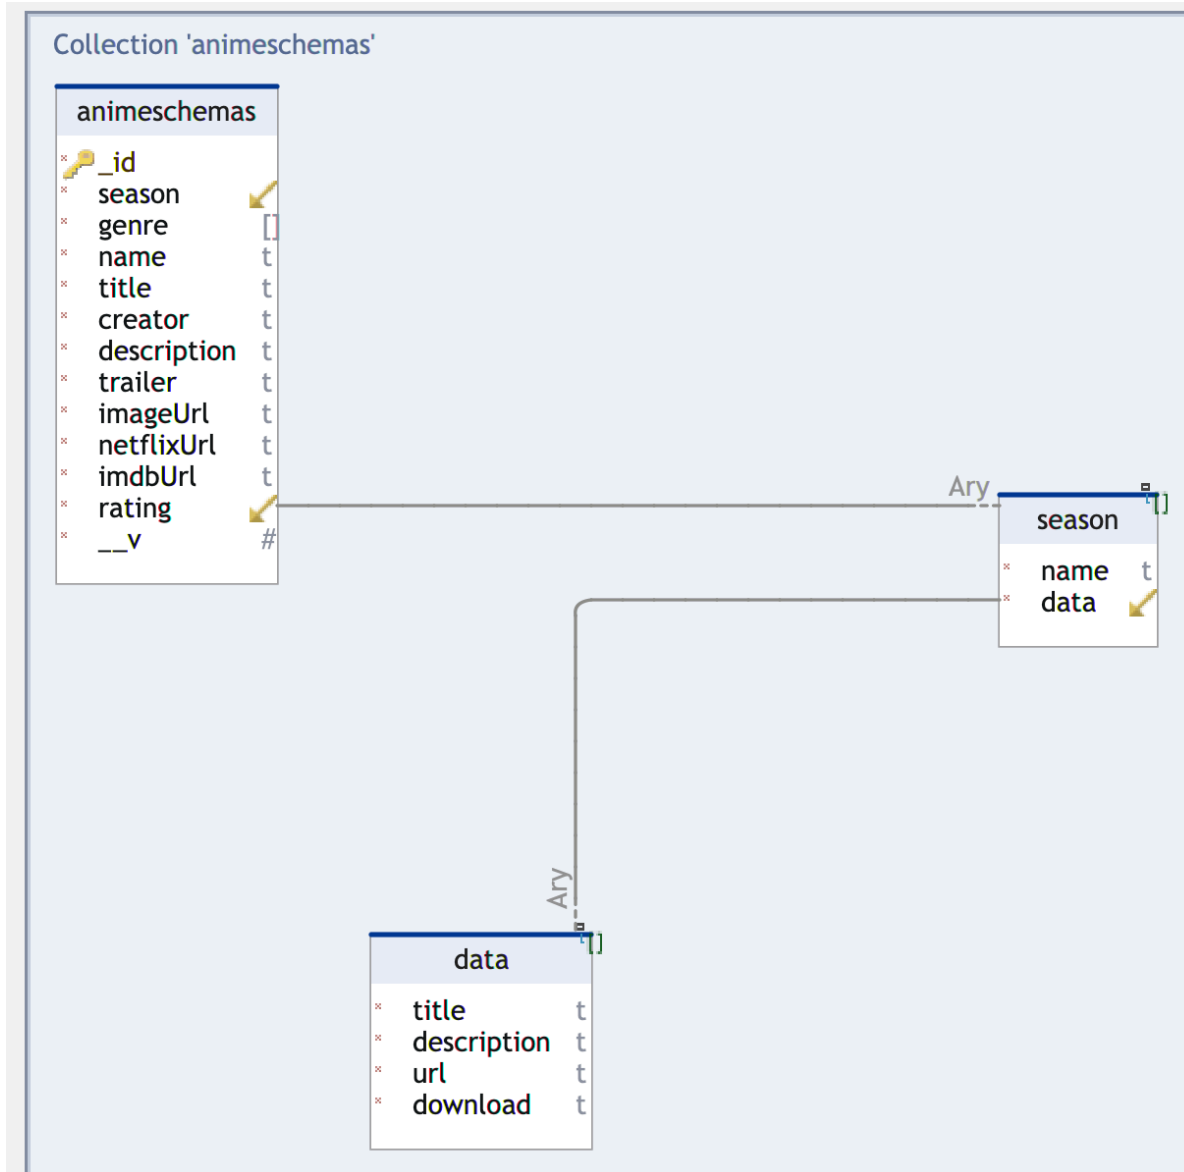 Collection 'animeschemas'
animeschemas
_id
season
genre []
name t
title t
creator t
description t
trailer t
imageUrl t
netflixUrl t
imdbUrl t
rating
__v #
Ary
season
name t
data
Ary
data
title t
description t
url t
download t